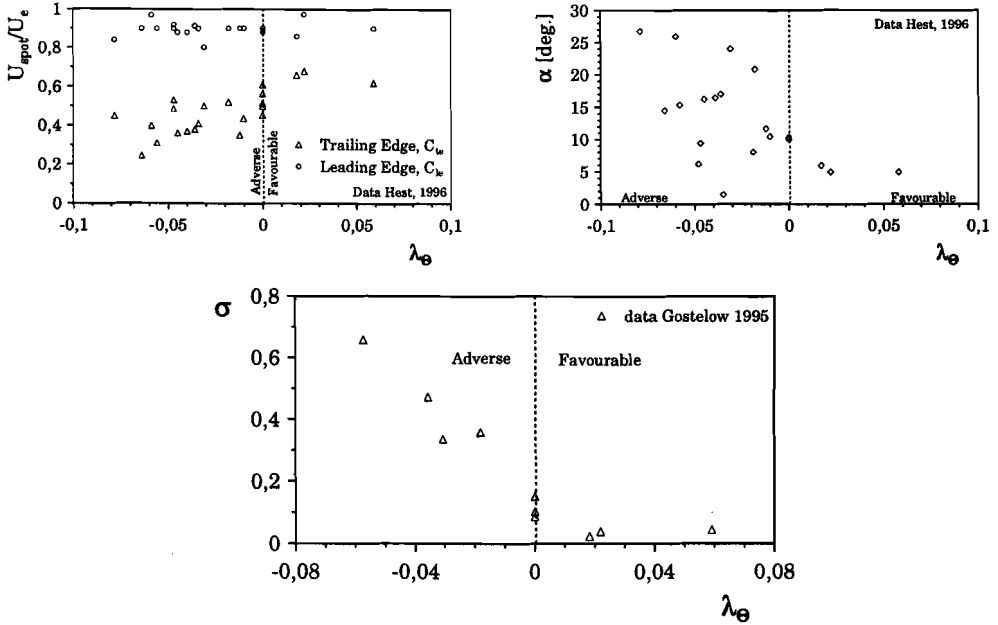 U_spot/U_e
1
0,8
0,6
0,4
0,2
0
Adverse
Favourable
△ Trailing Edge, C_te
○ Leading Edge, C_le
Data Hest, 1996
-0,1
-0,05
0
0,05
0,1
λ_Θ
α [deg.]
30
25
20
15
10
5
0
Data Hest, 1996
Adverse
Favourable
-0,1
-0,05
0
0,05
0,1
λ_Θ
σ
0,8
0,6
0,4
0,2
0
△ data Gostelow 1995
Adverse
Favourable
-0,08
-0,04
0
0,04
0,08
λ_Θ